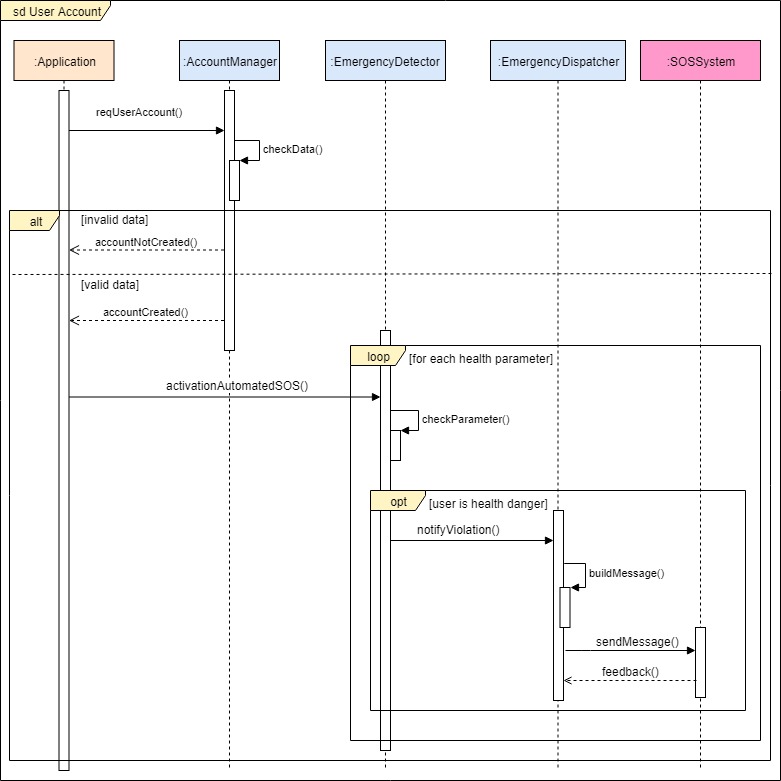 sd User Account
:Application
:AccountManager
:EmergencyDetector
:EmergencyDispatcher
:SOSSystem
reqUserAccount()
checkData()
alt
[invalid data]
accountNotCreated()
[valid data]
accountCreated()
loop
[for each health parameter]
activationAutomatedSOS()
checkParameter()
opt
[user is health danger]
notifyViolation()
buildMessage()
sendMessage()
feedback()